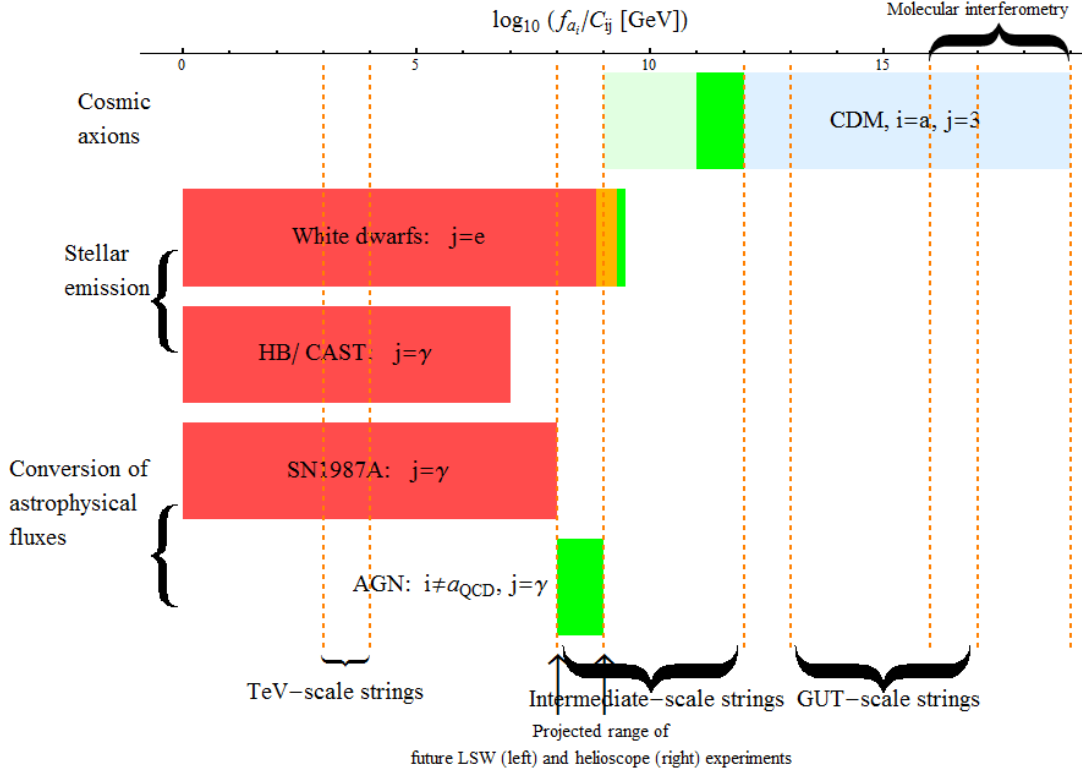 Molecular interferometry
log₁₀ (fₐᵢ/Cᵢⱼ [GeV])
0 5 10 15
Cosmic
axions
CDM, i=a, j=3
White dwarfs: j=e
Stellar
emission
HB/ CAST: j=γ
SN1987A: j=γ
Conversion of
astrophysical
fluxes
AGN: i≠a_QCD, j=γ
TeV−scale strings
Intermediate−scale strings
GUT−scale strings
Projected range of
future LSW (left) and helioscope (right) experiments